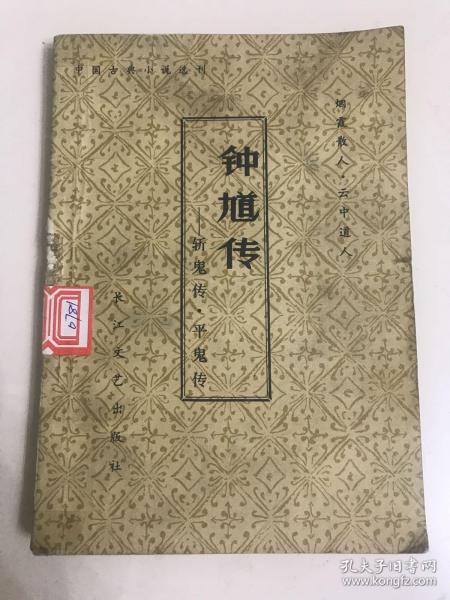 中国古典小说选刊
烟霞散人·云中道人
钟馗传
——斩鬼传·平鬼传
长江文艺出版社
孔夫子旧书网
www.kongfz.com